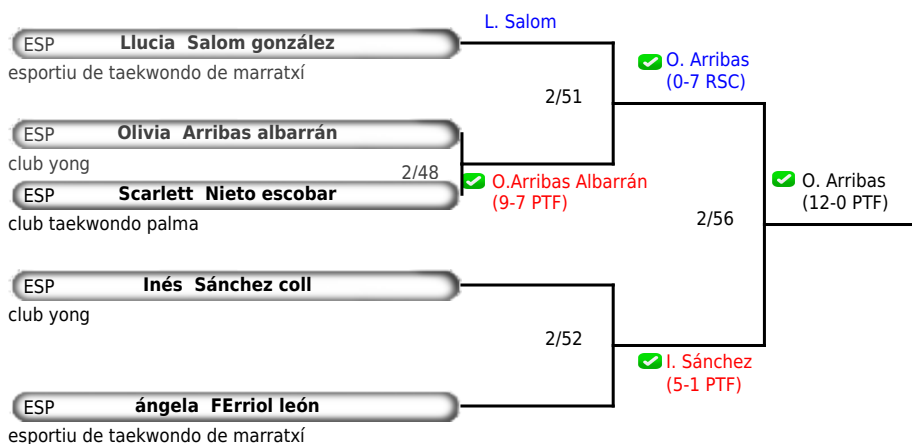 L. Salom
ESP Llucia Salom gonzález
esportiu de taekwondo de marratxí
O. Arribas
(0-7 RSC)
2/51
ESP Olivia Arribas albarrán
club yong
2/48
O.Arribas Albarrán
(9-7 PTF)
ESP Scarlett Nieto escobar
club taekwondo palma
O. Arribas
(12-0 PTF)
2/56
ESP Inés Sánchez coll
club yong
2/52
I. Sánchez
(5-1 PTF)
ESP ángela FErriol león
esportiu de taekwondo de marratxí